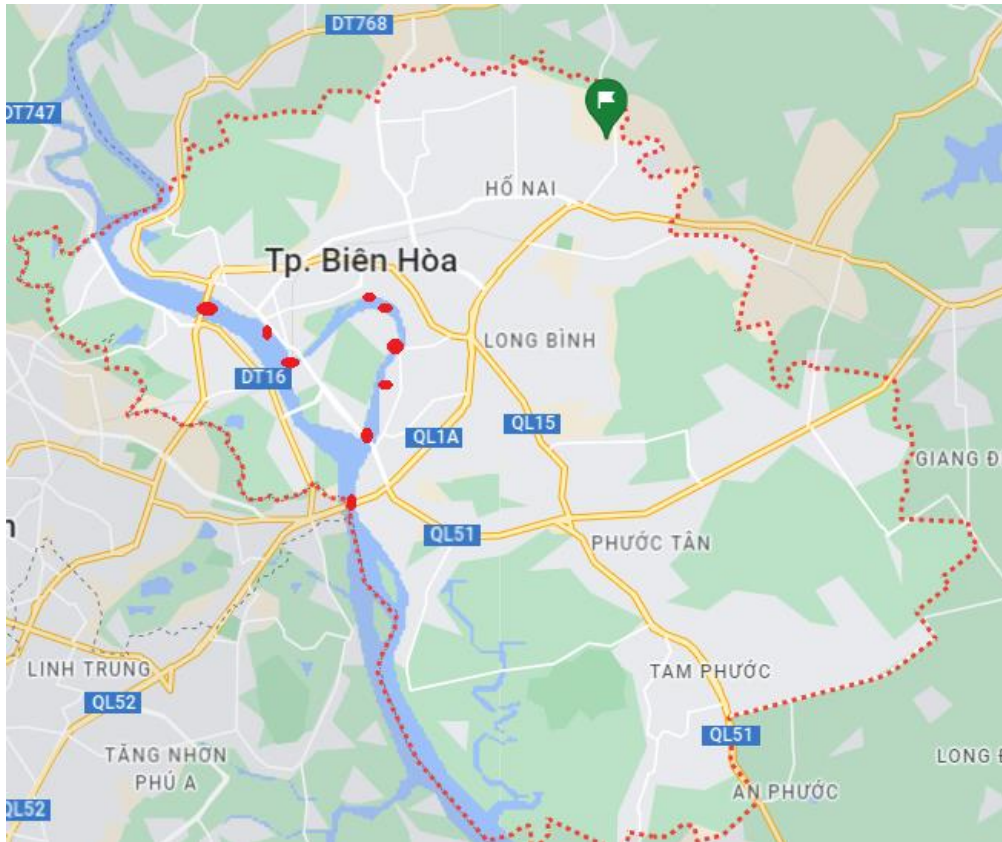 DT768
DT747
HỐ NAI
Tp. Biên Hòa
LONG BÌNH
DT16
QL1A
QL15
GIANG Đ
n
QL51
PHƯỚC TÂN
LINH TRUNG
TAM PHƯỚC
QL52
QL51
TĂNG NHƠN
PHÚ A
LONG
AN PHƯỚC
QL52